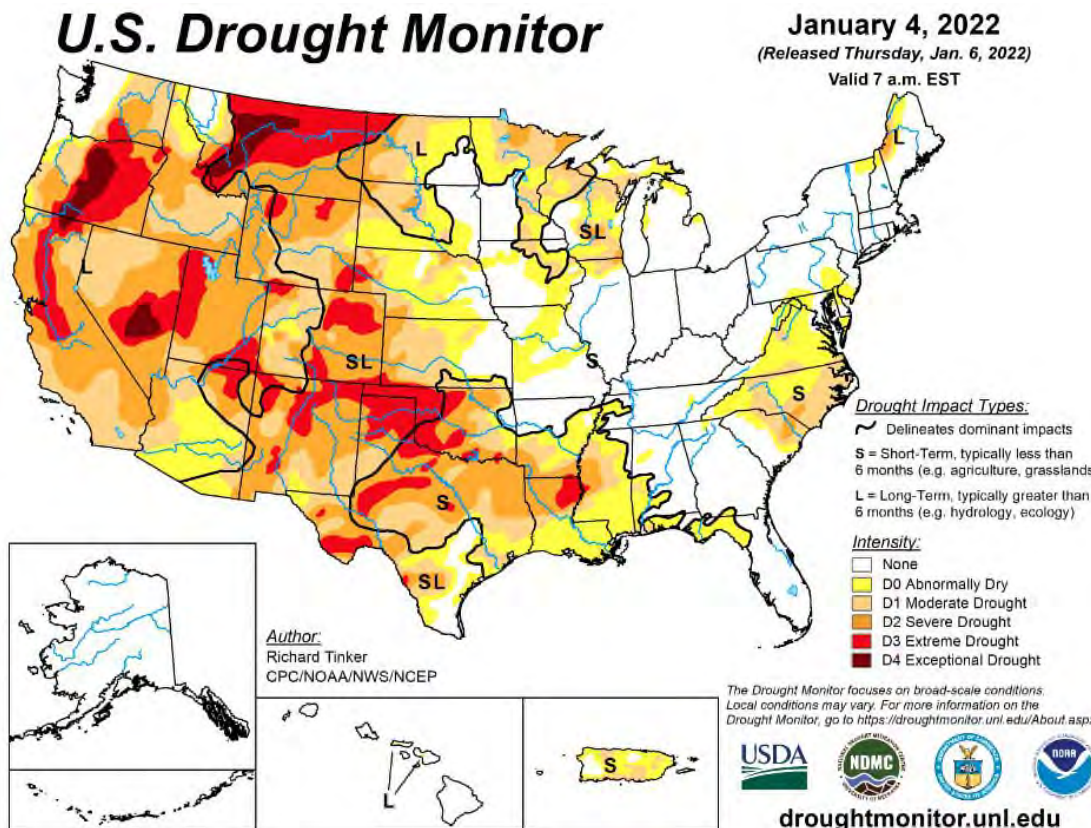 U.S. Drought Monitor
January 4, 2022
(Released Thursday, Jan. 6, 2022)
Valid 7 a.m. EST
L
L
SL
L
SL
S
S
S
SL
Drought Impact Types:
Delineates dominant impacts
S = Short-Term, typically less than
6 months (e.g. agriculture, grasslands
L = Long-Term, typically greater than
6 months (e.g. hydrology, ecology)
Intensity:
None
D0 Abnormally Dry
D1 Moderate Drought
D2 Severe Drought
D3 Extreme Drought
D4 Exceptional Drought
Author:
Richard Tinker
CPC/NOAA/NWS/NCEP
L
S
The Drought Monitor focuses on broad-scale conditions.
Local conditions may vary. For more information on the
Drought Monitor, go to https://droughtmonitor.unl.edu/About.asp
USDA
NDMC
NOAA
droughtmonitor.unl.edu